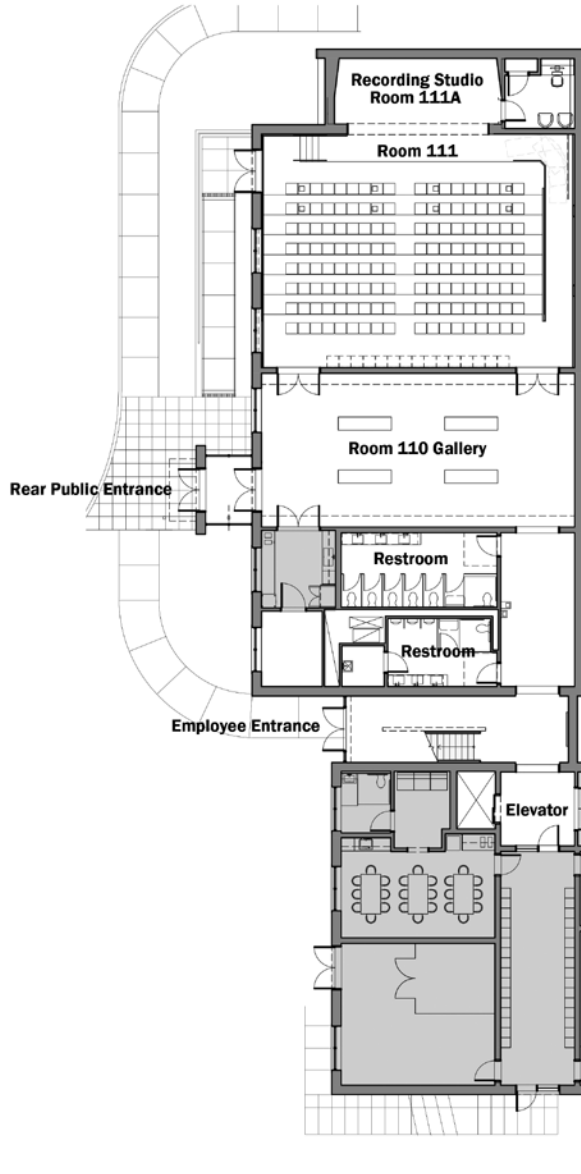 Recording Studio
Room 111A
Room 111
Room 110 Gallery
Rear Public Entrance
Restroom
Restroom
Employee Entrance
Elevator